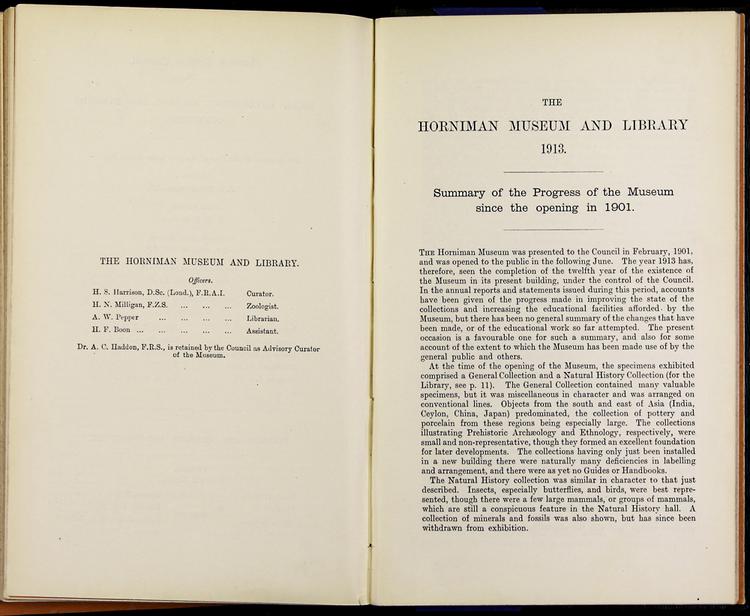 THE HORNIMAN MUSEUM AND LIBRARY.
Officers.
H. S. Harrison, D.Sc. (Lond.), F.R.A.I. Curator.
H. N. Milligan, F.Z.S. ... ... ... Zoologist.
A. W. Pepper ... ... ... ... Librarian.
H. F. Boon ... ... ... ... ... Assistant.
Dr. A. C. Haddon, F.R.S., is retained by the Council as Advisory Curator
of the Museum.
THE
HORNIMAN MUSEUM AND LIBRARY
1913.
Summary of the Progress of the Museum
since the opening in 1901.
THE Horniman Museum was presented to the Council in February, 1901,
and was opened to the public in the following June. The year 1913 has,
therefore, seen the completion of the twelfth year of the existence of
the Museum in its present building, under the control of the Council.
In the annual reports and statements issued during this period, accounts
have been given of the progress made in improving the state of the
collections and increasing the educational facilities afforded by the
Museum, but there has been no general summary of the changes that have
been made, or of the educational work so far attempted. The present
occasion is a favourable one for such a summary, and also for some
account of the extent to which the Museum has been made use of by the
general public and others.
At the time of the opening of the Museum, the specimens exhibited
comprised a General Collection and a Natural History Collection (for the
Library, see p. 11). The General Collection contained many valuable
specimens, but it was miscellaneous in character and was arranged on
conventional lines. Objects from the south and east of Asia (India,
Ceylon, China, Japan) predominated, the collection of pottery and
porcelain from these regions being especially large. The collections
illustrating Prehistoric Archæology and Ethnology, respectively, were
small and non-representative, though they formed an excellent foundation
for later developments. The collections having only just been installed
in a new building there were naturally many deficiencies in labelling
and arrangement, and there were as yet no Guides or Handbooks.
The Natural History collection was similar in character to that just
described. Insects, especially butterflies, and birds, were best repre-
sented, though there were a few large mammals, or groups of mammals,
which are still a conspicuous feature in the Natural History hall. A
collection of minerals and fossils was also shown, but has since been
withdrawn from exhibition.